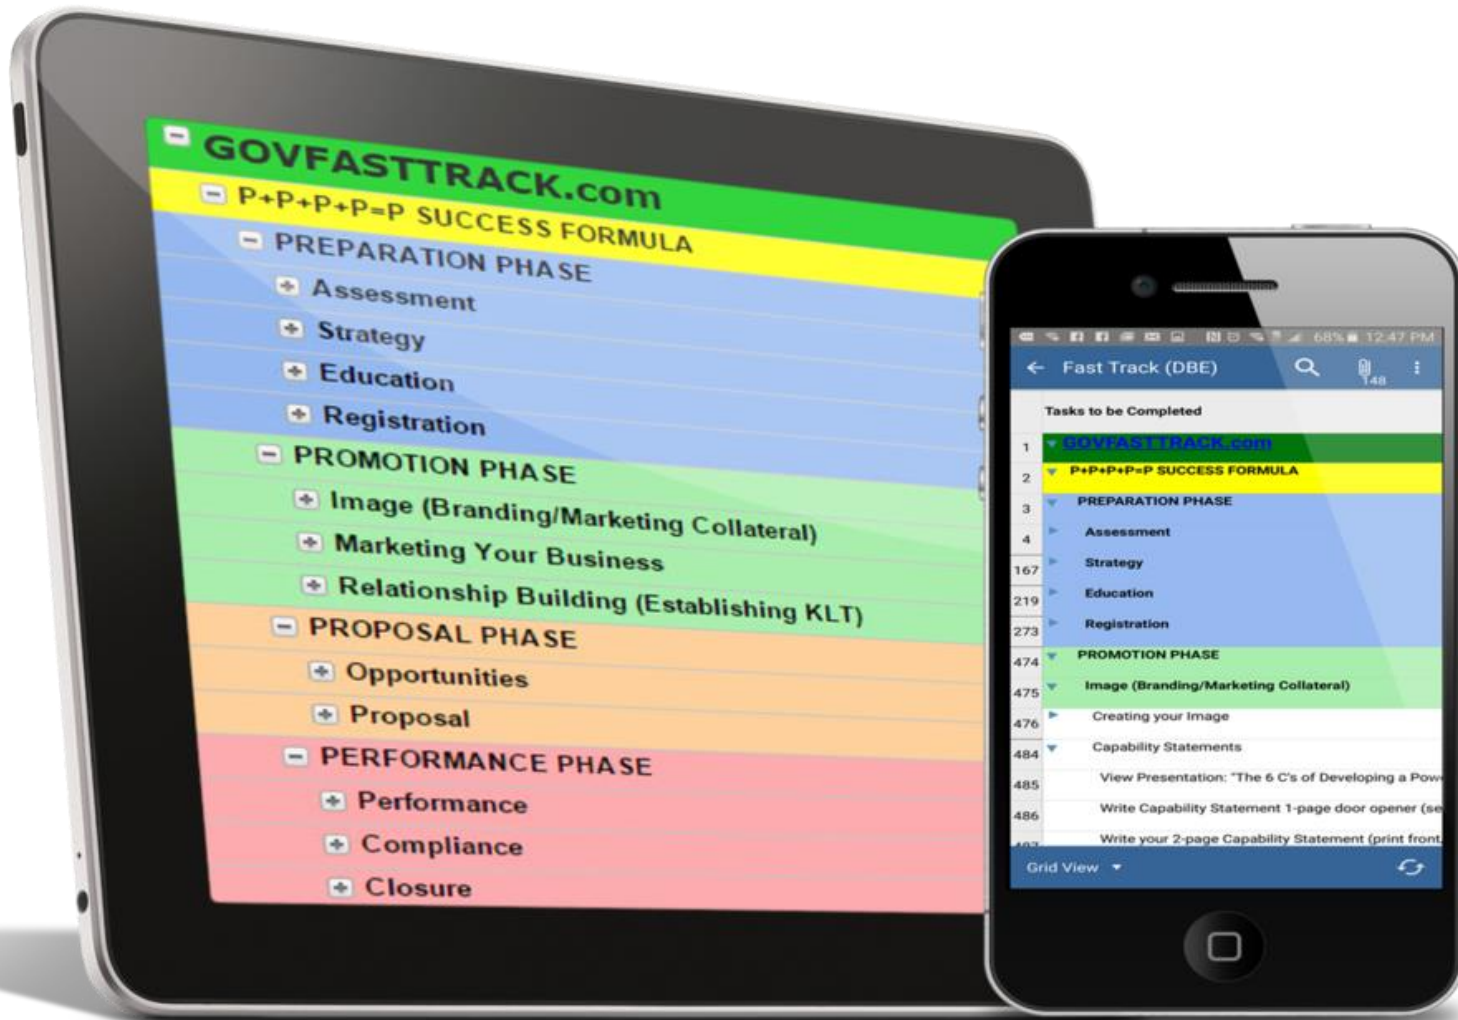 GOVFASTTRACK.com
P+P+P+P=P SUCCESS FORMULA
PREPARATION PHASE
Assessment
Strategy
Education
Registration
PROMOTION PHASE
Image (Branding/Marketing Collateral)
Marketing Your Business
Relationship Building (Establishing KLT)
PROPOSAL PHASE
Opportunities
Proposal
PERFORMANCE PHASE
Performance
Compliance
Closure
68% 12:47 PM
Fast Track (DBE) 148
Tasks to be Completed
1 GOVFASTTRACK.com
2 P+P+P+P=P SUCCESS FORMULA
3 PREPARATION PHASE
4 Assessment
167 Strategy
219 Education
273 Registration
474 PROMOTION PHASE
475 Image (Branding/Marketing Collateral)
476 Creating your Image
484 Capability Statements
485 View Presentation: "The 6 C's of Developing a Pow
486 Write Capability Statement 1-page door opener (se
Write your 2-page Capability Statement (print front,
Grid View